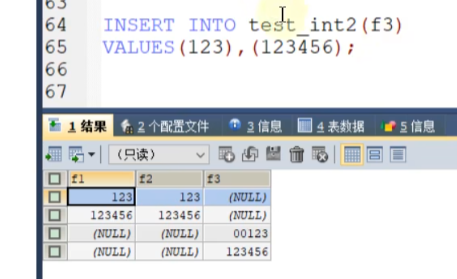 63
64 INSERT INTO test_int2(f3)
65 VALUES(123),(123456);
66
67
1 结果 2 个配置文件 3 信息 4 表数据 5 信息
（只读）
f1 f2 f3
123 123 (NULL)
123456 123456 (NULL)
(NULL) (NULL) 00123
(NULL) (NULL) 123456